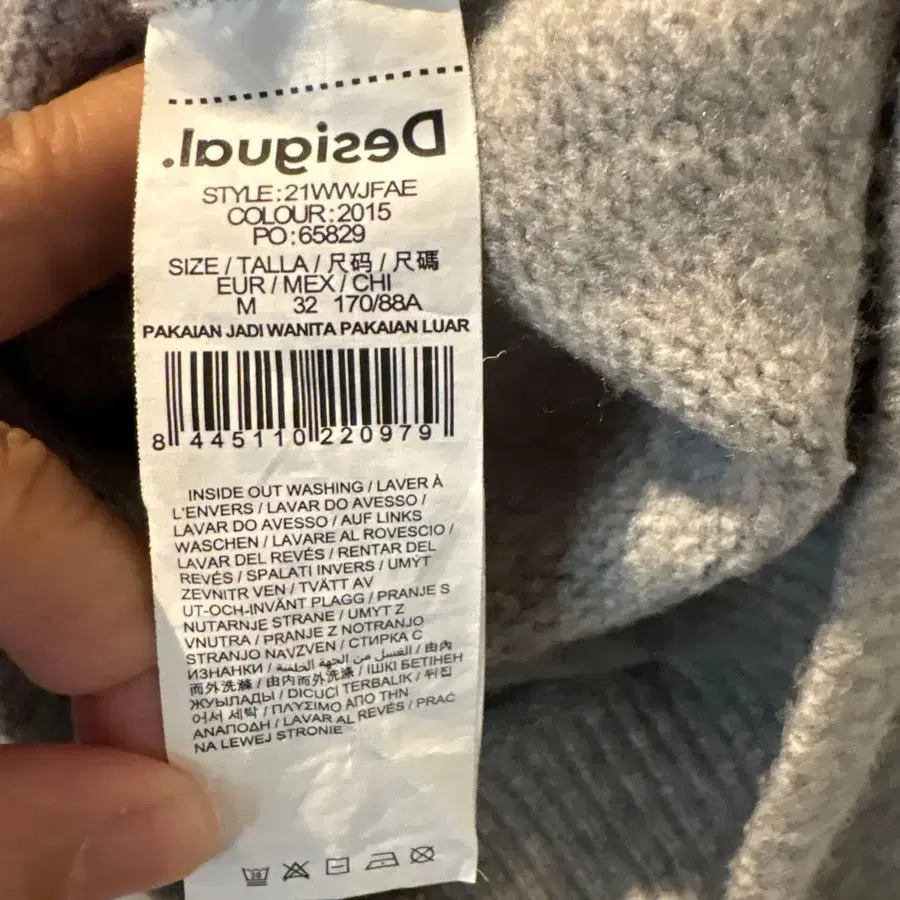 Desigual.
STYLE:21WWJFAE
COLOUR:2015
PO:65829
SIZE / TALLA / 尺码 / 尺碼
EUR / MEX / CHI
M 32 170/88A
PAKAIAN JADI WANITA PAKAIAN LUAR
8 445110 220979
INSIDE OUT WASHING / LAVER À
L'ENVERS / LAVAR DO AVESSO /
LAVAR DO AVESSO / AUF LINKS
WASCHEN / LAVARE AL ROVESCIO /
LAVAR DEL REVÉS / RENTAR DEL
REVÉS / SPALATI INVERS / UMÝT
ZEVNITR VEN / TVÄTT AV
UT-OCH-INVÄNT PLAGG / PRANJE S
NUTARNJE STRANE / UMYT Z
VNUTRA / PRANJE Z NOTRANJO
STRANJO NAVZVEN / СТИРКА С
ИЗНАНКИ / الغسل من الجهة الخلفية / 由內
而外洗滌 / 由内而外洗涤 / ІШКІ БЕТІНЕН
ЖУЫЛАДЫ / DICUCI TERBALIK / 뒤집
어서 세탁 / ΠΛΥΣΙΜΟ ΑΠΟ ΤΗΝ
ΑΝΑΠΟΔΗ / LAVAR AL REVÉS / PRAĆ
NA LEWEJ STRONIE
30